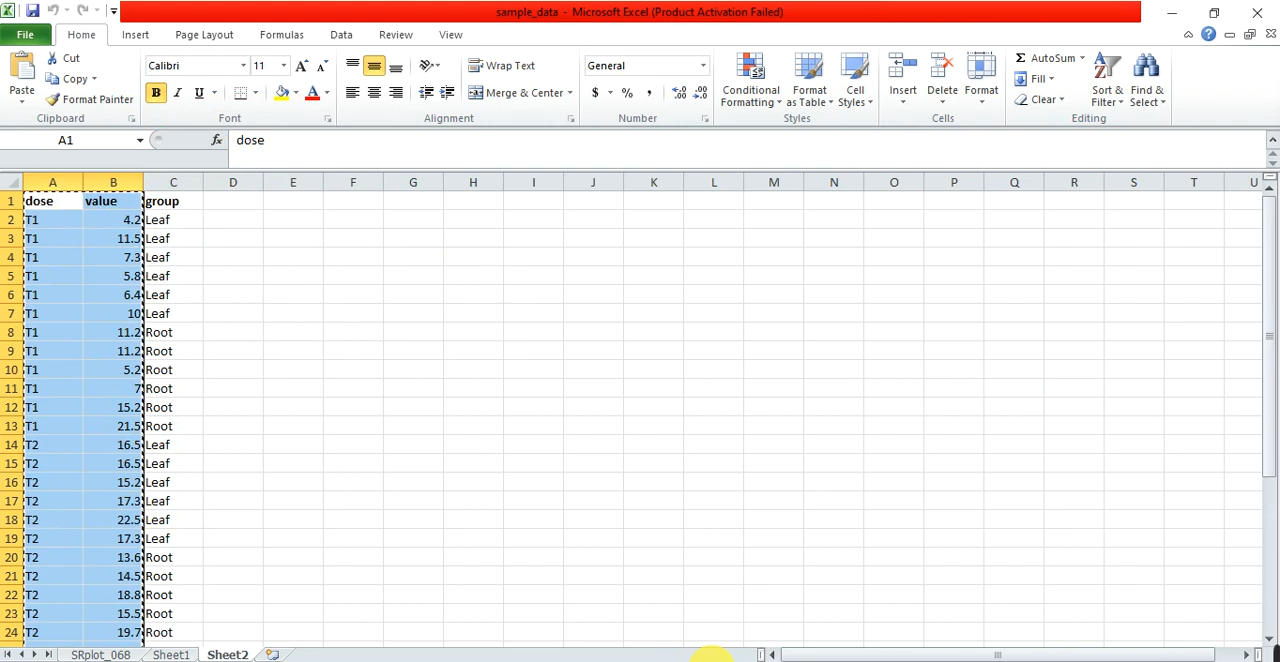 sample_data - Microsoft Excel (Product Activation Failed)
File Home Insert Page Layout Formulas Data Review View
Paste Cut Copy Format Painter Clipboard
Calibri 11 A A B I U A Font
Wrap Text Merge & Center Alignment
General $ % , Number
Conditional Formatting Format as Table Cell Styles Styles
Insert Delete Format Cells
Σ AutoSum Fill Clear Sort & Filter Find & Select Editing
A1 fx dose
A B C D E F G H I J K L M N O P Q R S T U
1 dose value group
2 T1 4.2 Leaf
3 T1 11.5 Leaf
4 T1 7.3 Leaf
5 T1 5.8 Leaf
6 T1 6.4 Leaf
7 T1 10 Leaf
8 T1 11.2 Root
9 T1 11.2 Root
10 T1 5.2 Root
11 T1 7 Root
12 T1 15.2 Root
13 T1 21.5 Root
14 T2 16.5 Leaf
15 T2 16.5 Leaf
16 T2 15.2 Leaf
17 T2 17.3 Leaf
18 T2 22.5 Leaf
19 T2 17.3 Leaf
20 T2 13.6 Root
21 T2 14.5 Root
22 T2 18.8 Root
23 T2 15.5 Root
24 T2 19.7 Root
SRplot_068 Sheet1 Sheet2